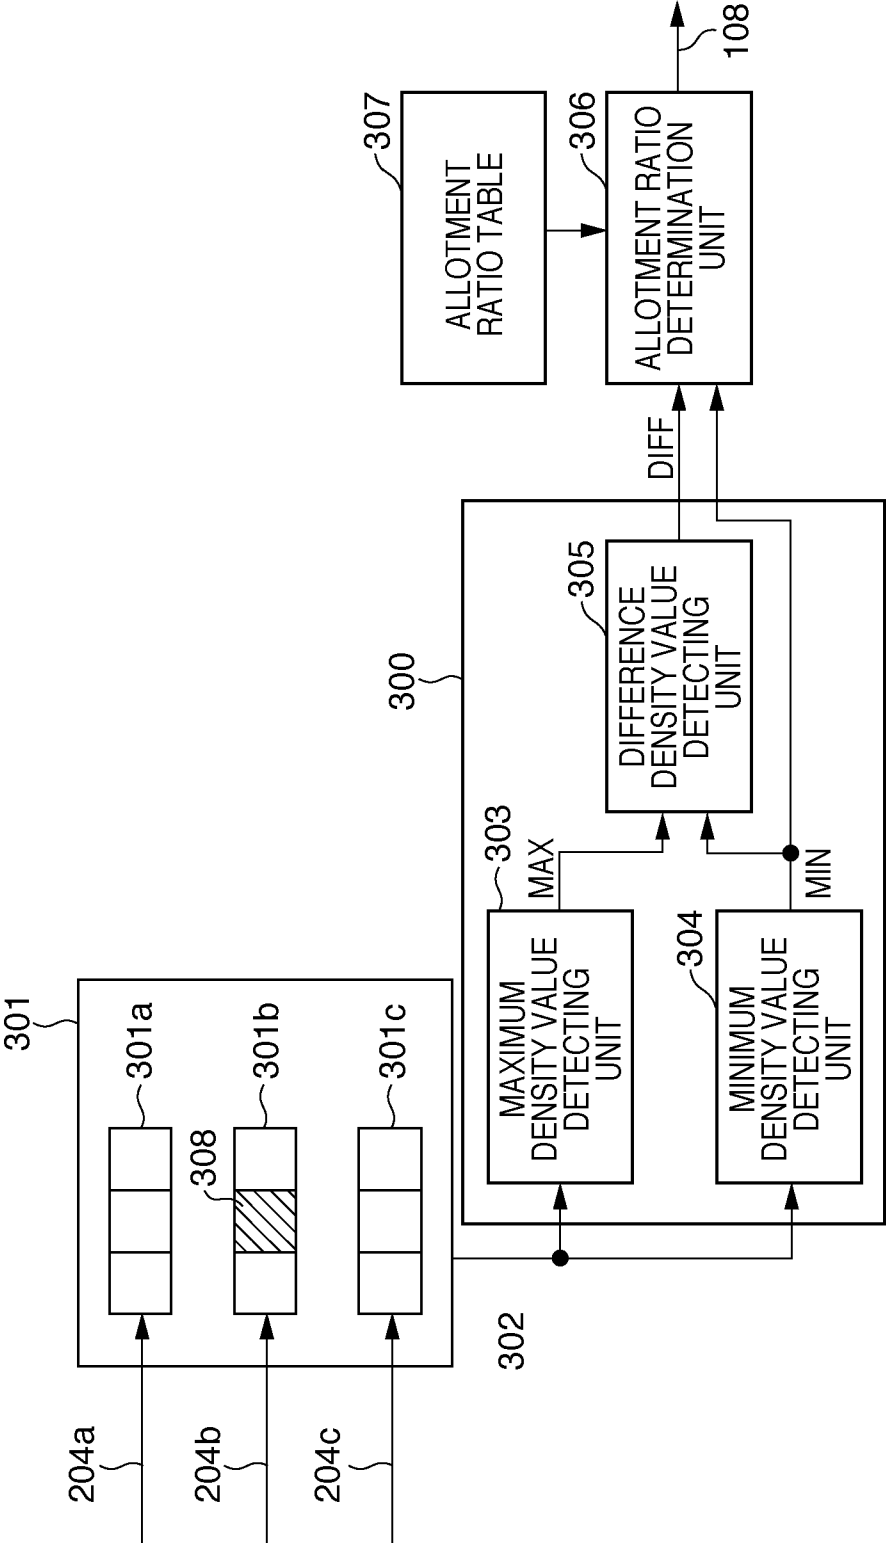 301
301a
301b
301c
308
204a
204b
204c
302
300
303
MAXIMUM
DENSITY VALUE
DETECTING
UNIT
MAX
304
MINIMUM
DENSITY VALUE
DETECTING
UNIT
MIN
305
DIFFERENCE
DENSITY VALUE
DETECTING
UNIT
DIFF
307
ALLOTMENT
RATIO TABLE
306
ALLOTMENT RATIO
DETERMINATION
UNIT
108